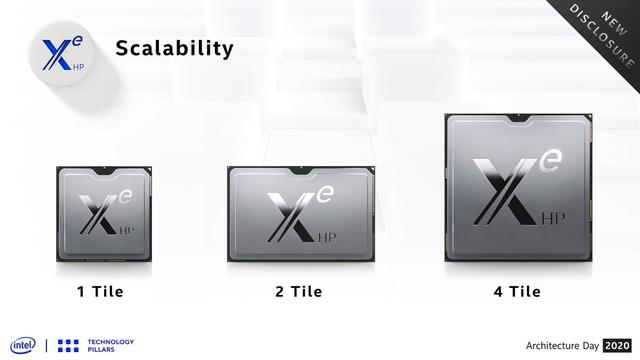 Xe HP
Scalability
NEW
DISCLOSURE
Xe HP
Xe HP
Xe HP
1 Tile
2 Tile
4 Tile
intel
TECHNOLOGY
PILLARS
Architecture Day 2020